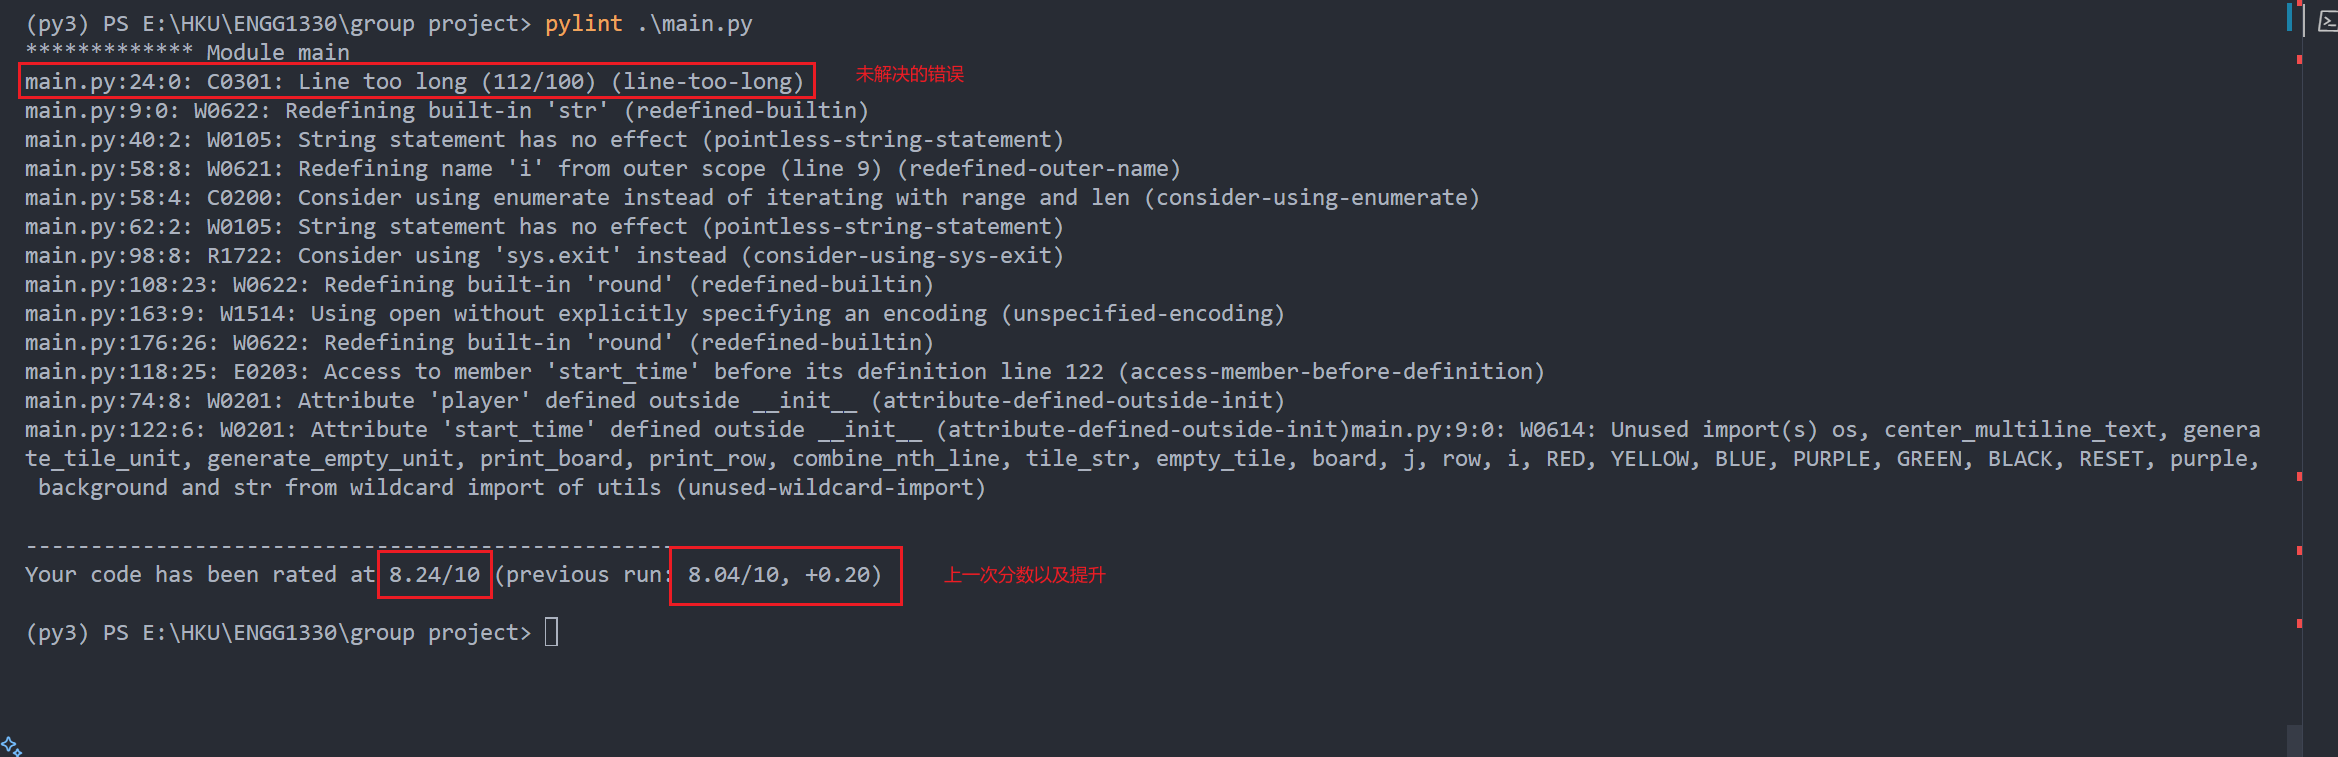 (py3) PS E:\HKU\ENGG1330\group project> pylint .\main.py
************* Module main
main.py:24:0: C0301: Line too long (112/100) (line-too-long)
未解决的错误
main.py:9:0: W0622: Redefining built-in 'str' (redefined-builtin)
main.py:40:2: W0105: String statement has no effect (pointless-string-statement)
main.py:58:8: W0621: Redefining name 'i' from outer scope (line 9) (redefined-outer-name)
main.py:58:4: C0200: Consider using enumerate instead of iterating with range and len (consider-using-enumerate)
main.py:62:2: W0105: String statement has no effect (pointless-string-statement)
main.py:98:8: R1722: Consider using 'sys.exit' instead (consider-using-sys-exit)
main.py:108:23: W0622: Redefining built-in 'round' (redefined-builtin)
main.py:163:9: W1514: Using open without explicitly specifying an encoding (unspecified-encoding)
main.py:176:26: W0622: Redefining built-in 'round' (redefined-builtin)
main.py:118:25: E0203: Access to member 'start_time' before its definition line 122 (access-member-before-definition)
main.py:74:8: W0201: Attribute 'player' defined outside __init__ (attribute-defined-outside-init)
main.py:122:6: W0201: Attribute 'start_time' defined outside __init__ (attribute-defined-outside-init)main.py:9:0: W0614: Unused import(s) os, center_multiline_text, genera
te_tile_unit, generate_empty_unit, print_board, print_row, combine_nth_line, tile_str, empty_tile, board, j, row, i, RED, YELLOW, BLUE, PURPLE, GREEN, BLACK, RESET, purple,
background and str from wildcard import of utils (unused-wildcard-import)
--------------------------------------------------
Your code has been rated at 8.24/10 (previous run: 8.04/10, +0.20)
上一次分数以及提升
(py3) PS E:\HKU\ENGG1330\group project>